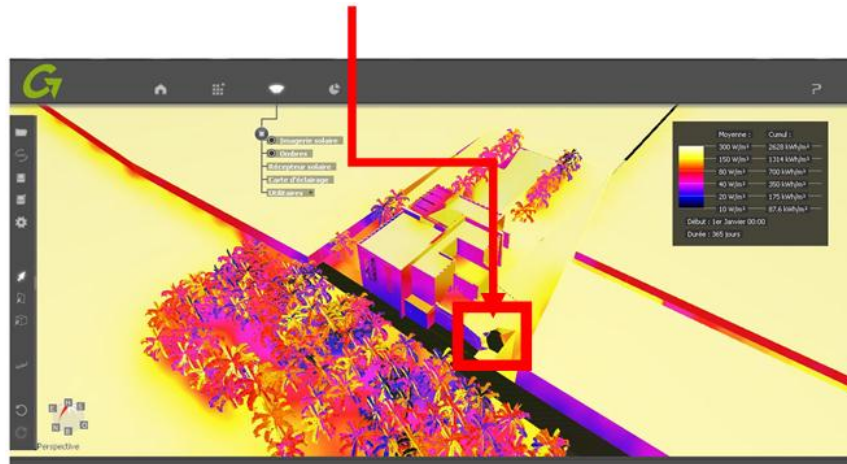 Imagerie solaire
Ombres
Récepteur solaire
Carte d'éclairage
Utilitaires
Moyenne : Cumul :
300 W/m² 2628 kWh/m²
150 W/m² 1314 kWh/m²
80 W/m² 700 kWh/m²
40 W/m² 350 kWh/m²
20 W/m² 175 kWh/m²
10 W/m² 87.6 kWh/m²
Début : 1er Janvier 00:00
Durée : 365 jours
Perspective